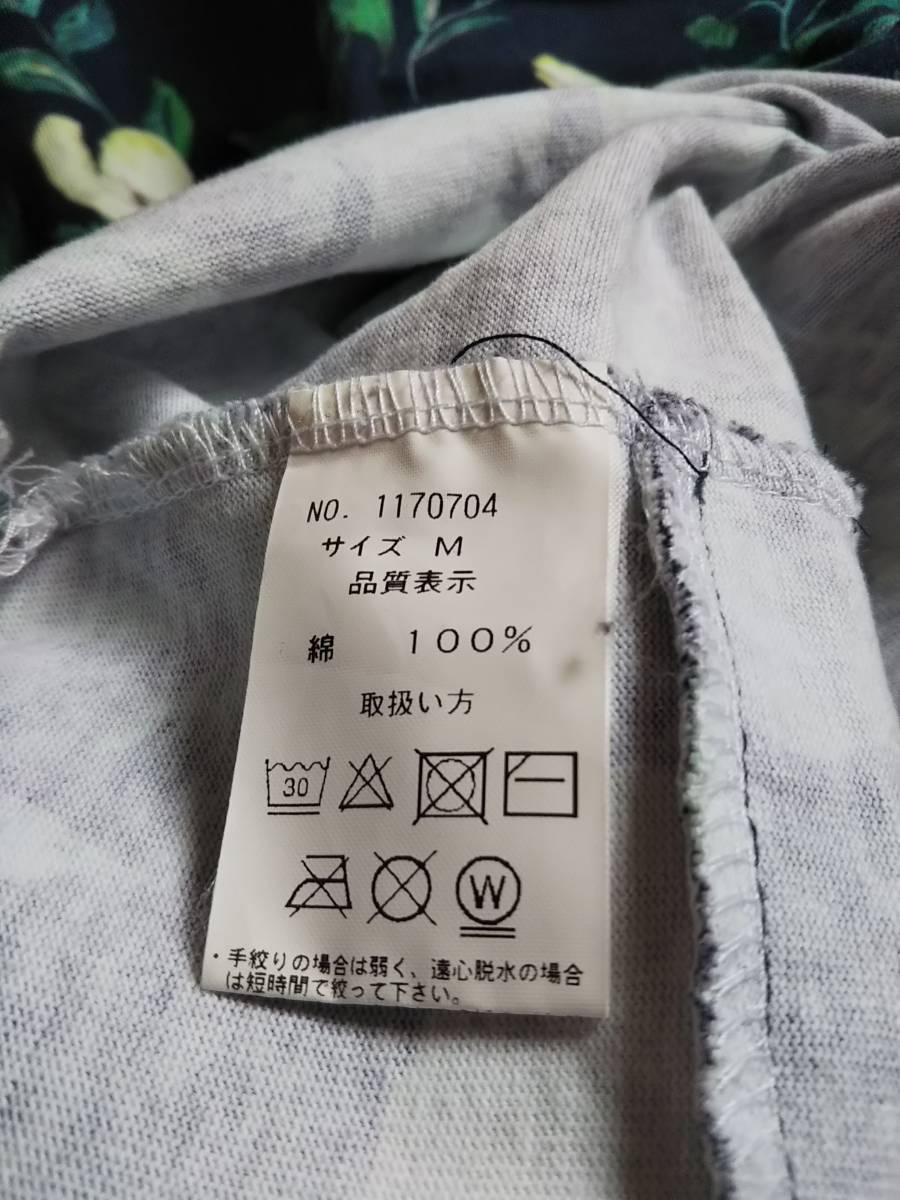 NO. 1170704
サイズ M
品質表示
綿 100%
取扱い方
30
W
・手絞りの場合は弱く、遠心脱水の場合
は短時間で絞って下さい。